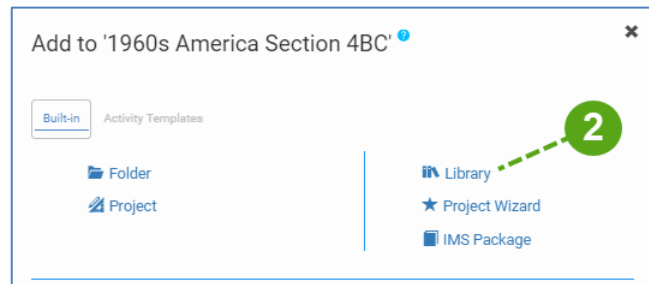 Add to '1960s America Section 4BC' ?
✖
Built-in Activity Templates
2
Folder
Project
Library
Project Wizard
IMS Package